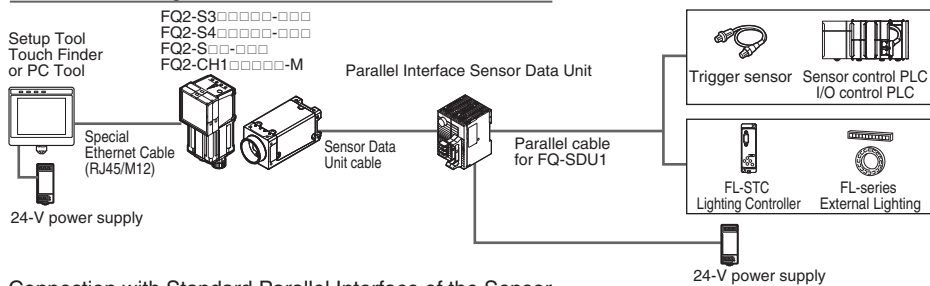 FQ2-S3□□□□□-□□□
FQ2-S4□□□□□-□□□
FQ2-S□□-□□□
FQ2-CH1□□□□□-M
Setup Tool
Touch Finder
or PC Tool
Parallel Interface Sensor Data Unit
Trigger sensor
Sensor control PLC
I/O control PLC
Special
Ethernet Cable
(RJ45/M12)
Sensor Data
Unit cable
Parallel cable
for FQ-SDU1
FL-STC
Lighting Controller
FL-series
External Lighting
24-V power supply
24-V power supply
Connection with Standard Parallel Interface of the Sensor